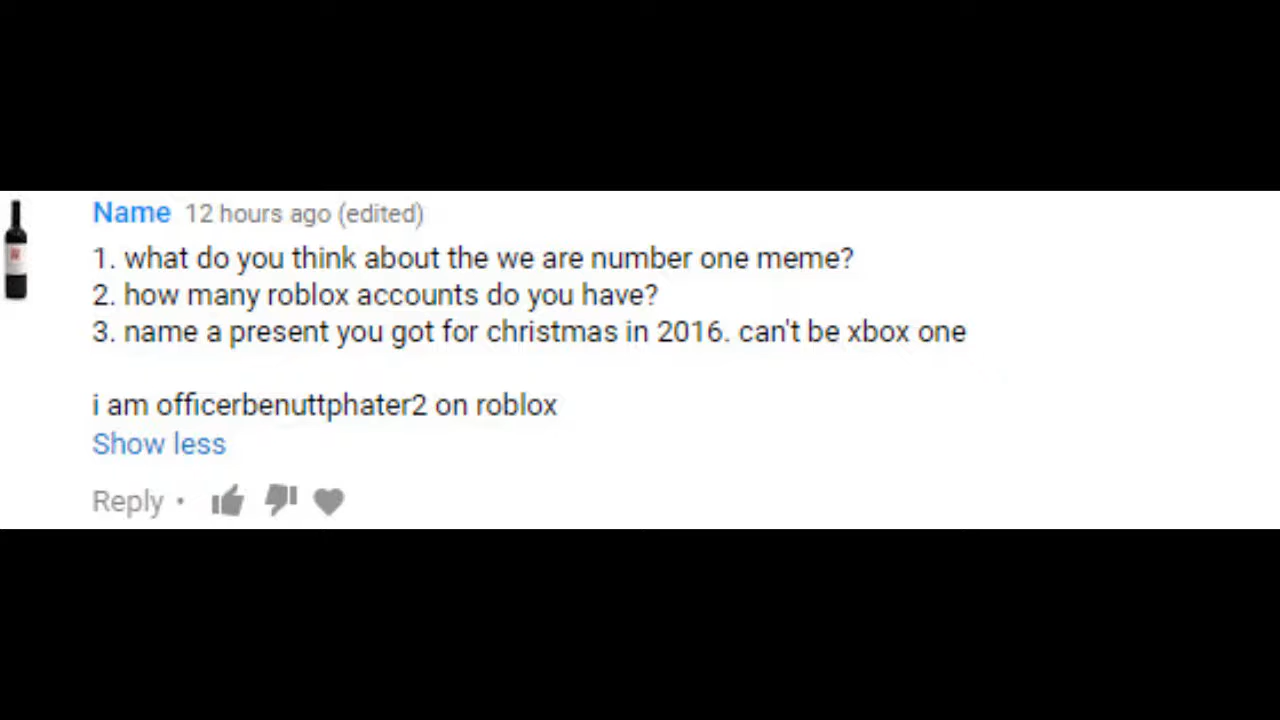 Name 12 hours ago (edited)
1. what do you think about the we are number one meme?
2. how many roblox accounts do you have?
3. name a present you got for christmas in 2016. can't be xbox one
i am officerbenuttphater2 on roblox
Show less
Reply •